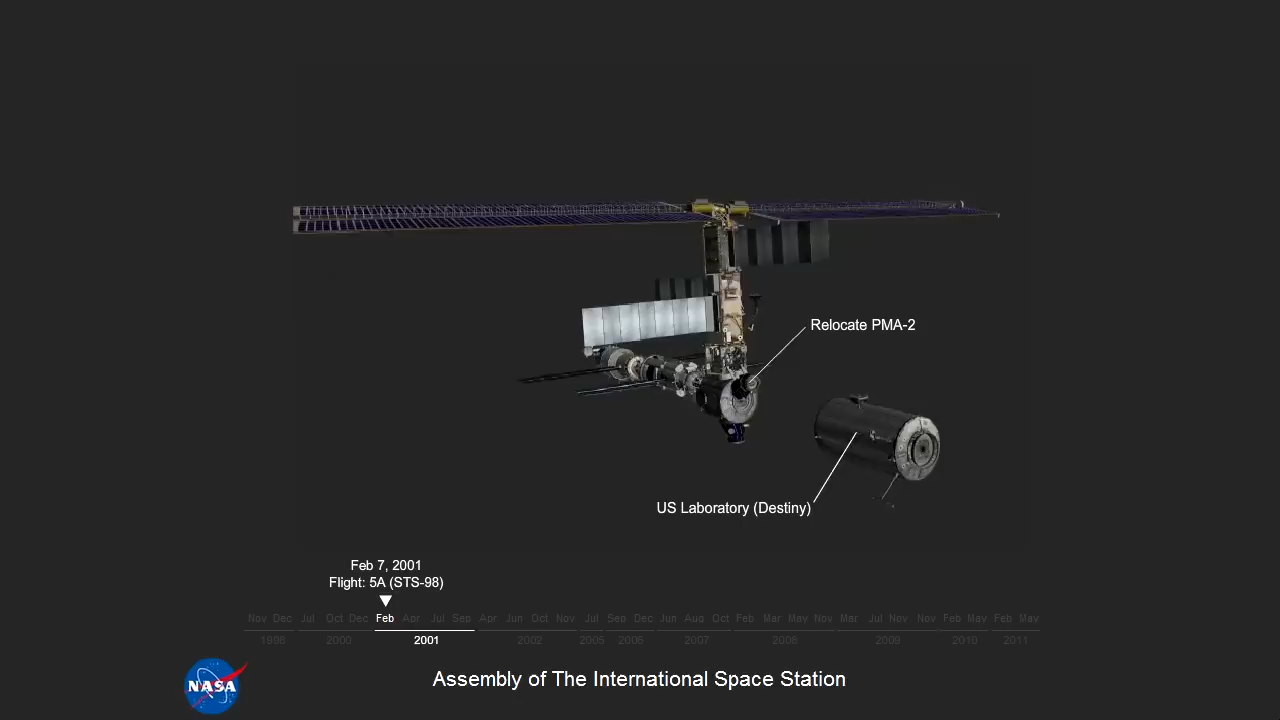 Relocate PMA-2
US Laboratory (Destiny)
Feb 7, 2001
Flight: 5A (STS-98)
Nov Dec Jul Oct Dec Feb Apr Jul Sep Apr Jun Oct Nov Jul Sep Dec Jun Aug Oct Feb Mar May Nov Mar Jul Nov Nov Feb May Feb May
1998 2000 2001 2002 2005 2006 2007 2008 2009 2010 2011
NASA
Assembly of The International Space Station